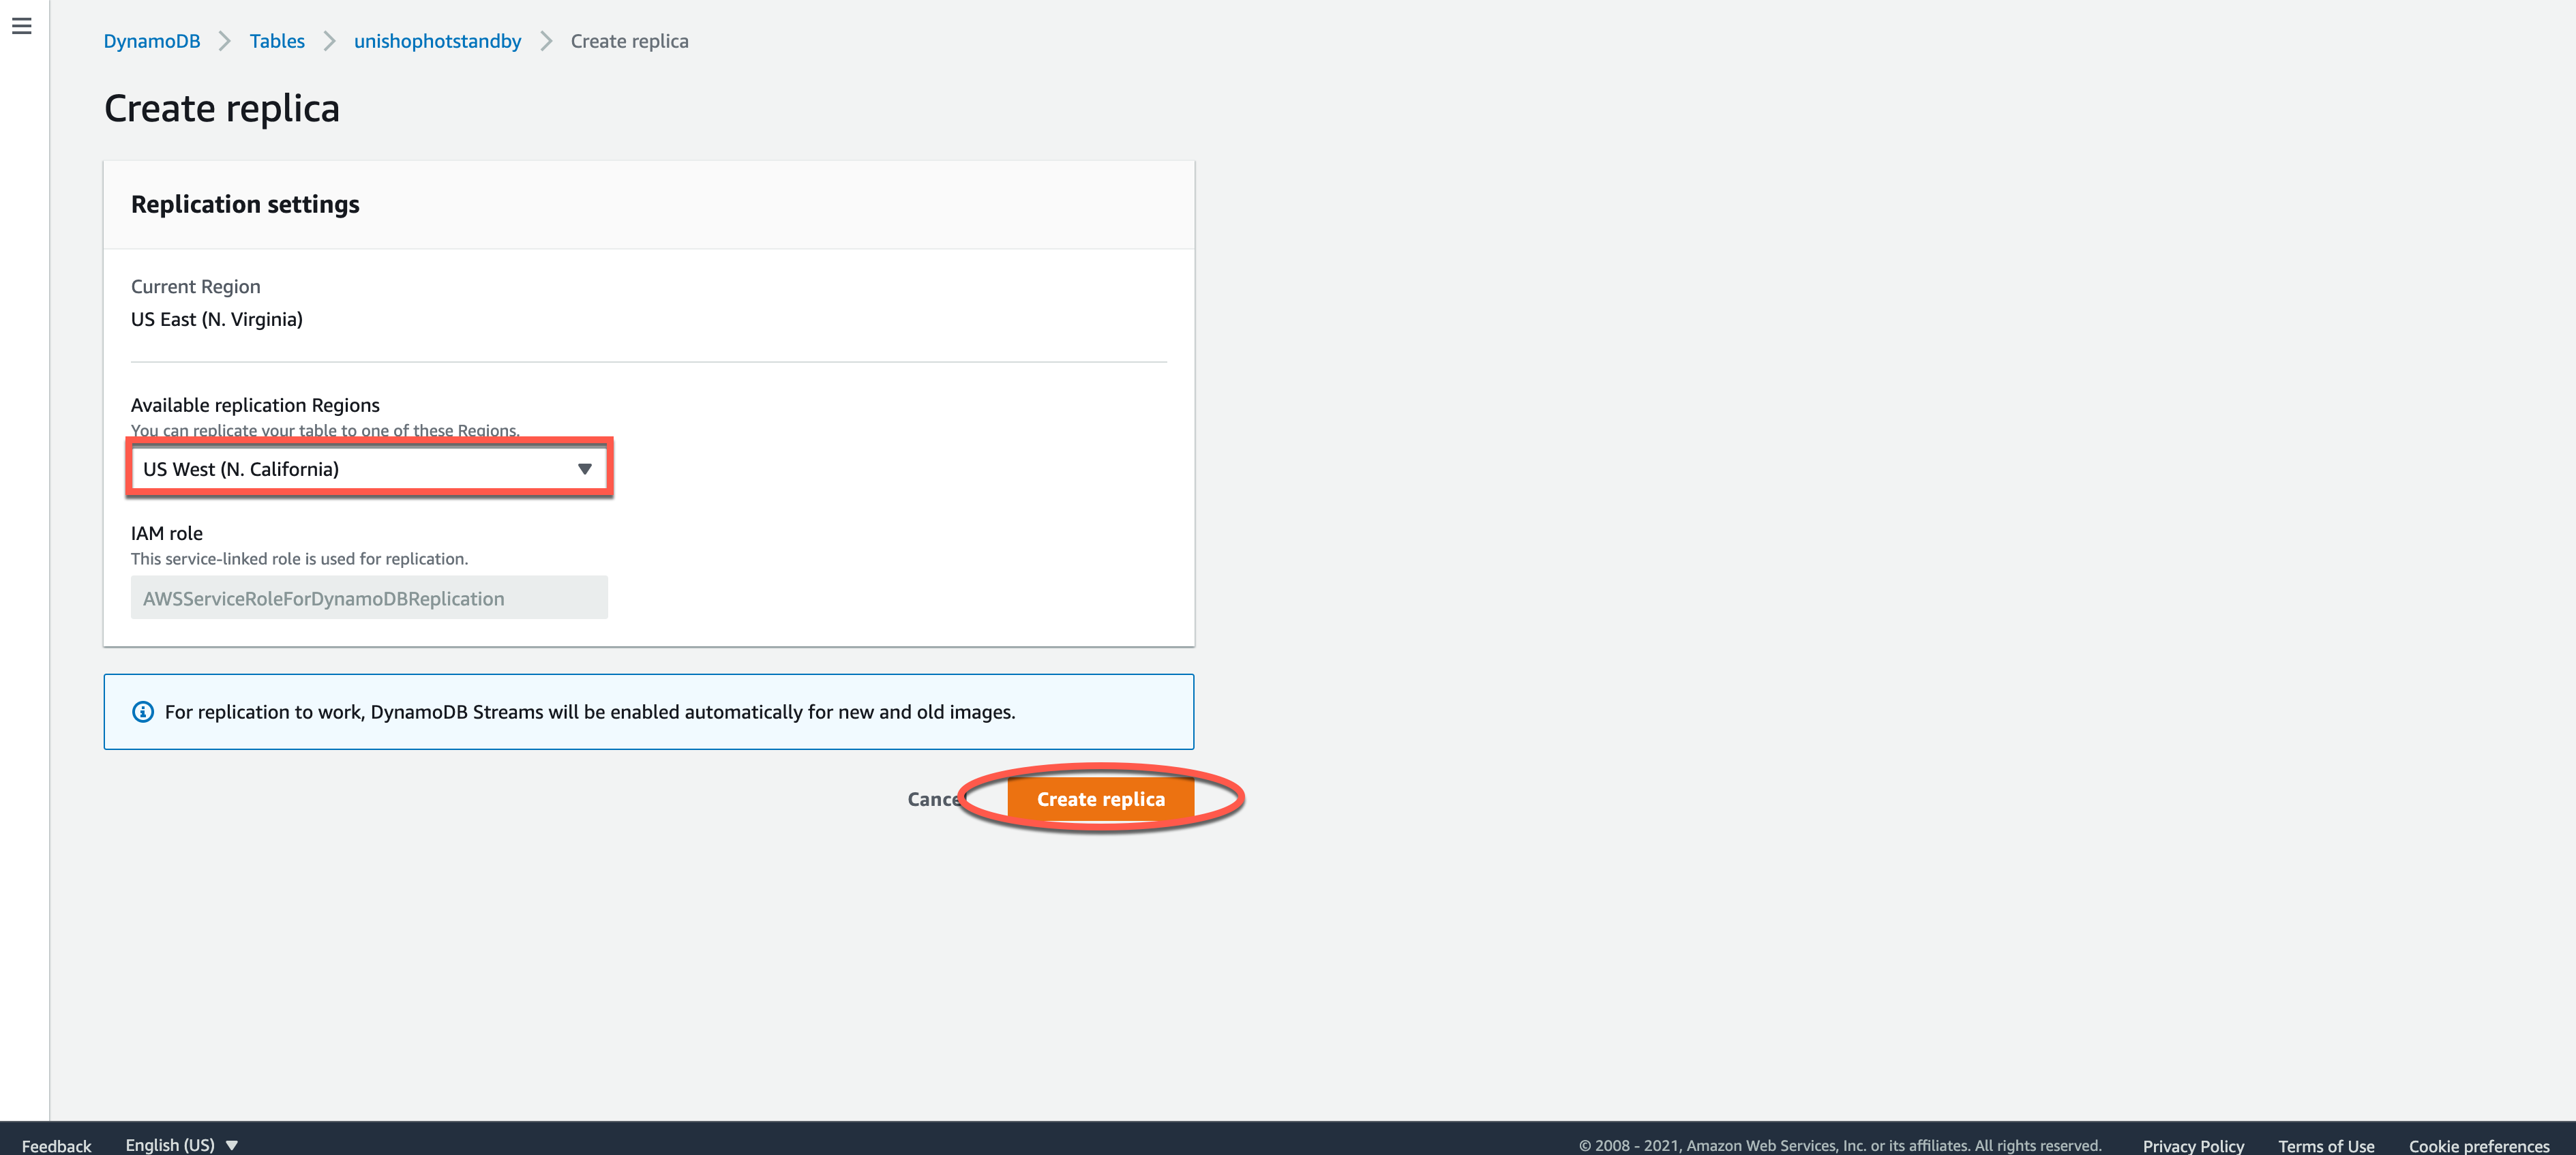 DynamoDB Tables unishophotstandby Create replica
Create replica
Replication settings
Current Region
US East (N. Virginia)
Available replication Regions
You can replicate your table to one of these Regions.
US West (N. California)
IAM role
This service-linked role is used for replication.
AWSServiceRoleForDynamoDBReplication
For replication to work, DynamoDB Streams will be enabled automatically for new and old images.
Cancel Create replica
Feedback English (US) © 2008 - 2021, Amazon Web Services, Inc. or its affiliates. All rights reserved. Privacy Policy Terms of Use Cookie preferences